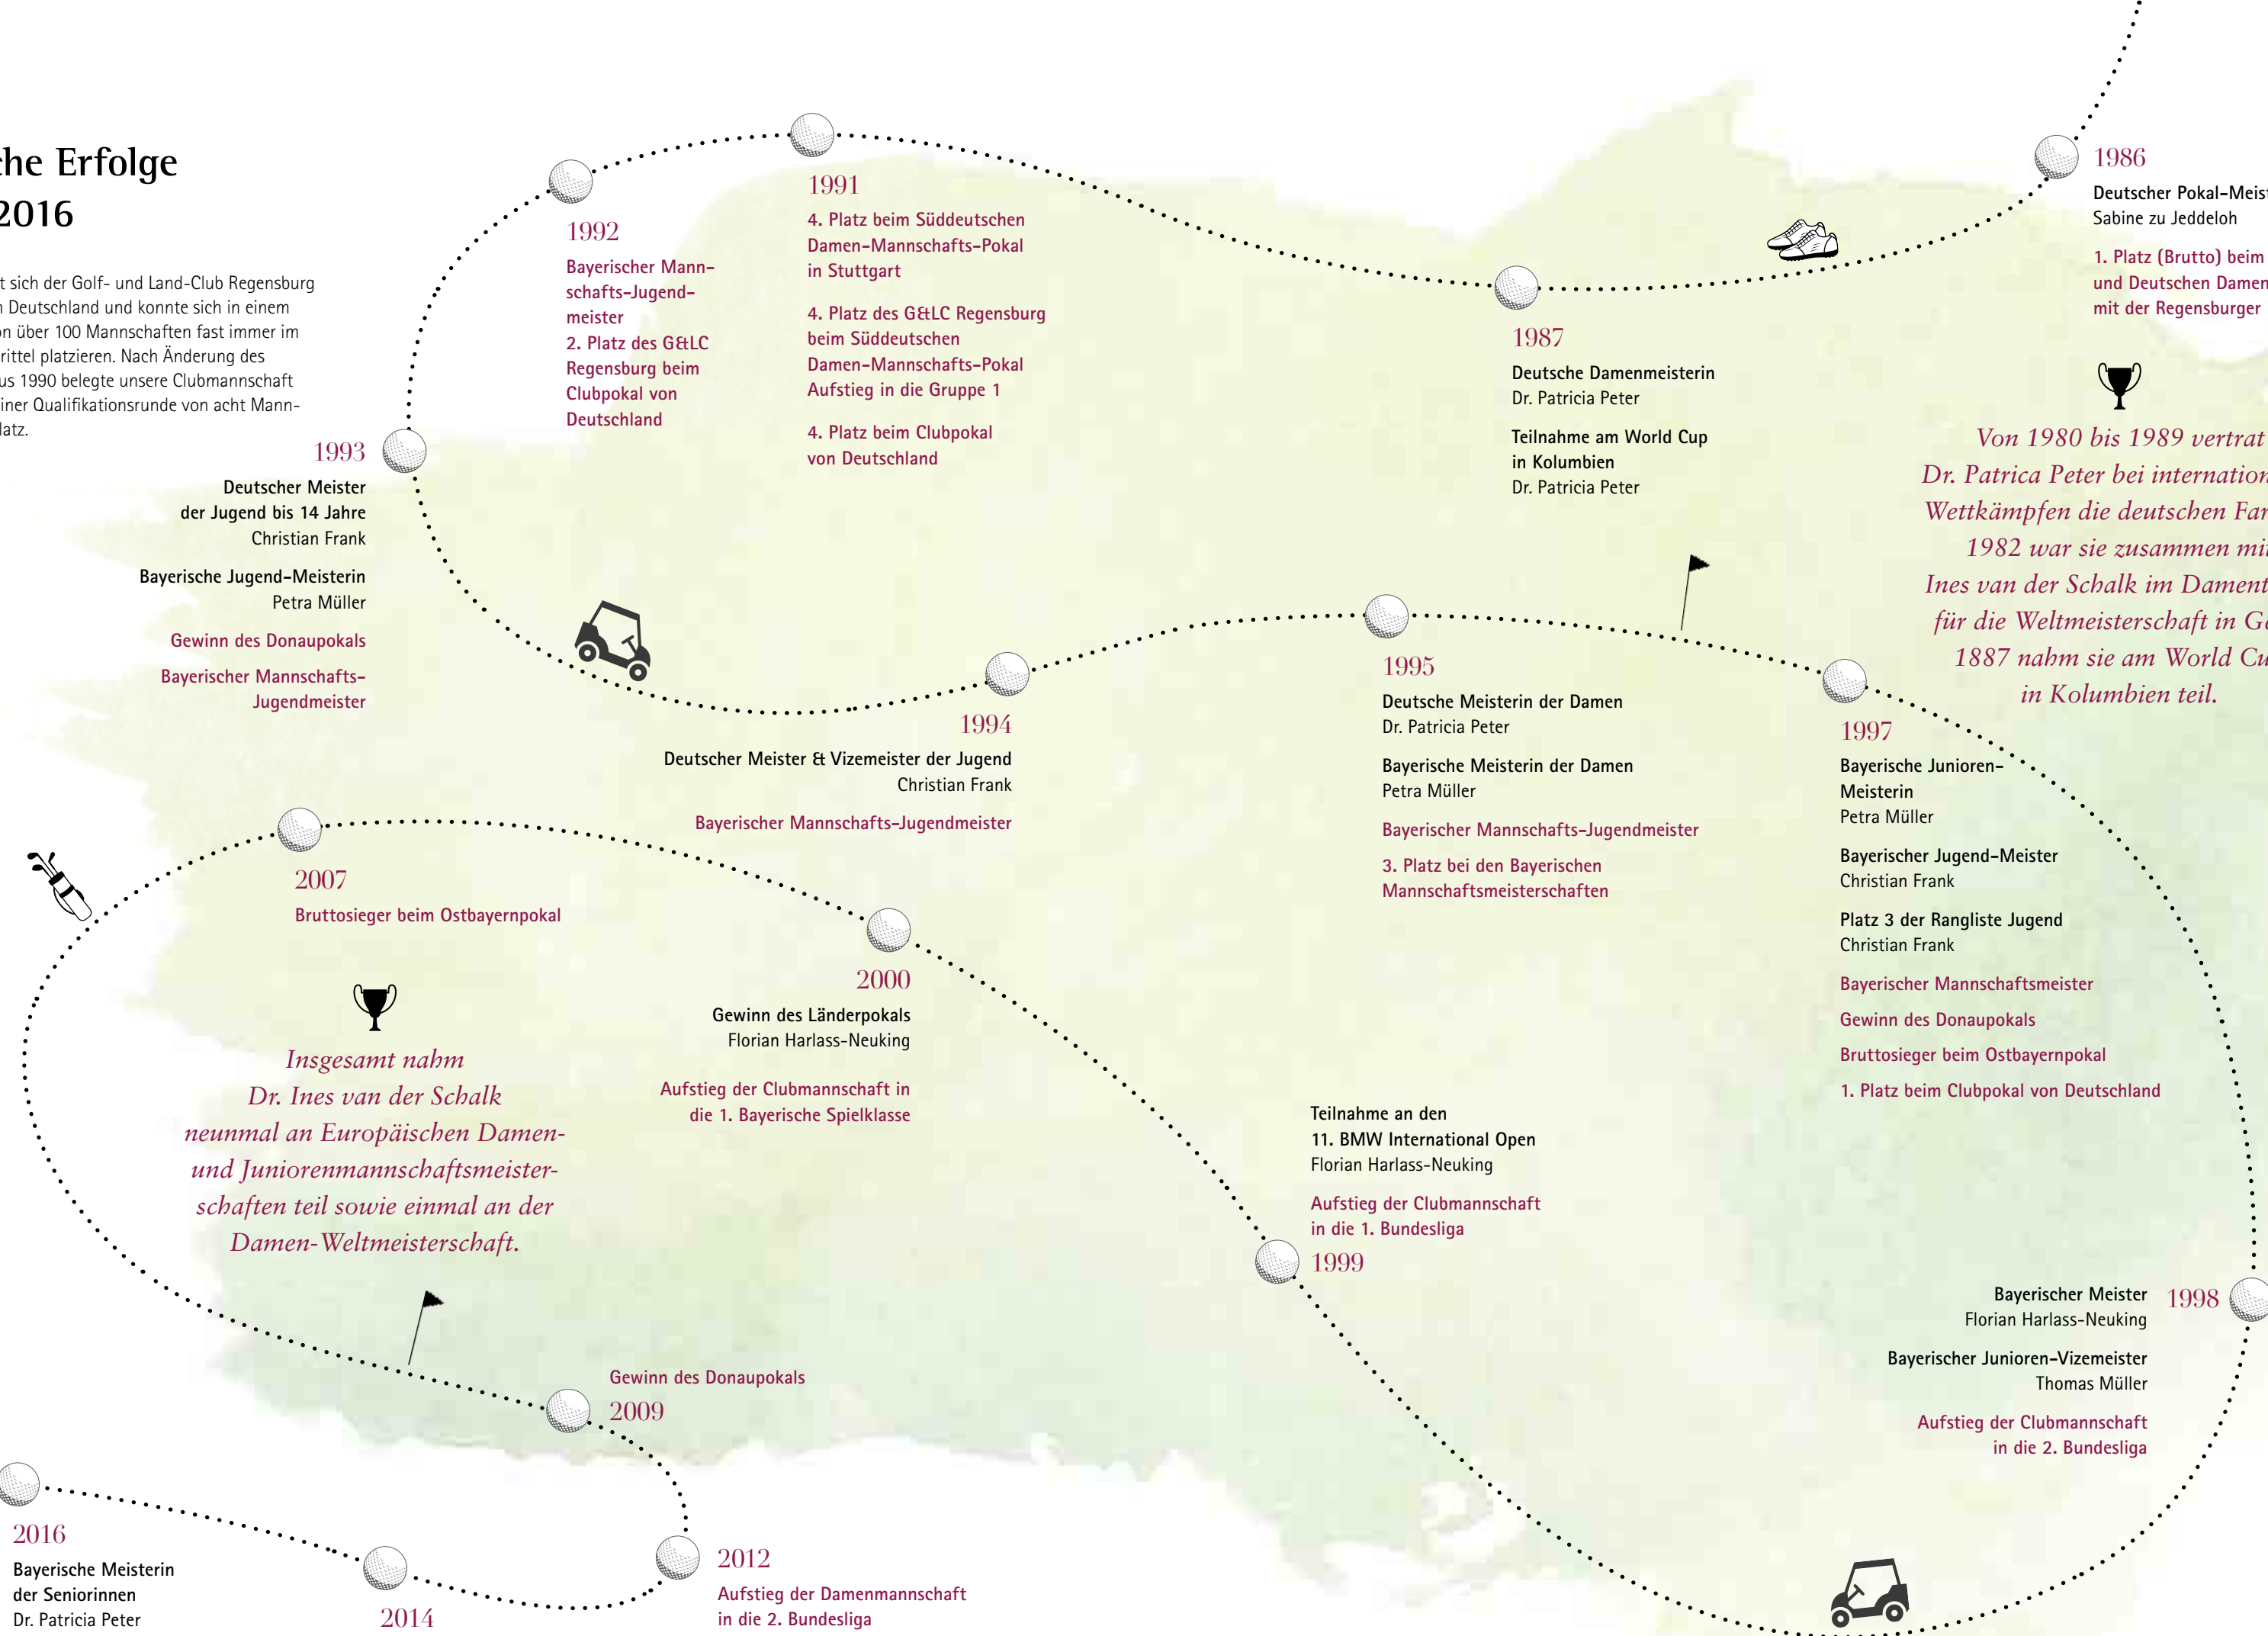 che Erfolge
2016
t sich der Golf- und Land-Club Regensburg
n Deutschland und konnte sich in einem
on über 100 Mannschaften fast immer im
rittel platzieren. Nach Änderung des
us 1990 belegte unsere Clubmannschaft
iner Qualifikationsrunde von acht Mann-
latz.
1986
Deutscher Pokal-Meist
Sabine zu Jeddeloh
1. Platz (Brutto) beim
und Deutschen Damen
mit der Regensburger
Von 1980 bis 1989 vertrat
Dr. Patrica Peter bei internation
Wettkämpfen die deutschen Far
1982 war sie zusammen mi
Ines van der Schalk im Dament
für die Weltmeisterschaft in Ge
1887 nahm sie am World Cu
in Kolumbien teil.
1987
Deutsche Damenmeisterin
Dr. Patricia Peter
Teilnahme am World Cup
in Kolumbien
Dr. Patricia Peter
1991
4. Platz beim Süddeutschen
Damen-Mannschafts-Pokal
in Stuttgart
4. Platz des G&LC Regensburg
beim Süddeutschen
Damen-Mannschafts-Pokal
Aufstieg in die Gruppe 1
4. Platz beim Clubpokal
von Deutschland
1992
Bayerischer Mann-
schafts-Jugend-
meister
2. Platz des G&LC
Regensburg beim
Clubpokal von
Deutschland
1993
Deutscher Meister
der Jugend bis 14 Jahre
Christian Frank
Bayerische Jugend-Meisterin
Petra Müller
Gewinn des Donaupokals
Bayerischer Mannschafts-
Jugendmeister
1994
Deutscher Meister & Vizemeister der Jugend
Christian Frank
Bayerischer Mannschafts-Jugendmeister
1995
Deutsche Meisterin der Damen
Dr. Patricia Peter
Bayerische Meisterin der Damen
Petra Müller
Bayerischer Mannschafts-Jugendmeister
3. Platz bei den Bayerischen
Mannschaftsmeisterschaften
1997
Bayerische Junioren-
Meisterin
Petra Müller
Bayerischer Jugend-Meister
Christian Frank
Platz 3 der Rangliste Jugend
Christian Frank
Bayerischer Mannschaftsmeister
Gewinn des Donaupokals
Bruttosieger beim Ostbayernpokal
1. Platz beim Clubpokal von Deutschland
1998
Bayerischer Meister
Florian Harlass-Neuking
Bayerischer Junioren-Vizemeister
Thomas Müller
Aufstieg der Clubmannschaft
in die 2. Bundesliga
Teilnahme an den
11. BMW International Open
Florian Harlass-Neuking
Aufstieg der Clubmannschaft
in die 1. Bundesliga
1999
2000
Gewinn des Länderpokals
Florian Harlass-Neuking
Aufstieg der Clubmannschaft in
die 1. Bayerische Spielklasse
2007
Bruttosieger beim Ostbayernpokal
Insgesamt nahm
Dr. Ines van der Schalk
neunmal an Europäischen Damen-
und Juniorenmannschaftsmeister-
schaften teil sowie einmal an der
Damen-Weltmeisterschaft.
Gewinn des Donaupokals
2009
2012
Aufstieg der Damenmannschaft
in die 2. Bundesliga
2014
2016
Bayerische Meisterin
der Seniorinnen
Dr. Patricia Peter